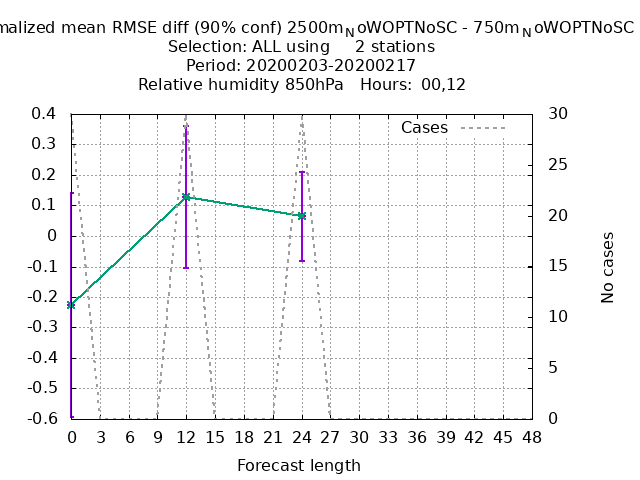 malized mean RMSE diff (90% conf) 2500mNoWOPTNoSC - 750mNoWOPTNoSC
Selection: ALL using 2 stations
Period: 20200203-20200217
Relative humidity 850hPa Hours: 00,12
Cases
0.4
0.3
0.2
0.1
0
-0.1
-0.2
-0.3
-0.4
-0.5
-0.6
30
25
20
15
10
5
0
No cases
0 3 6 9 12 15 18 21 24 27 30 33 36 39 42 45 48
Forecast length